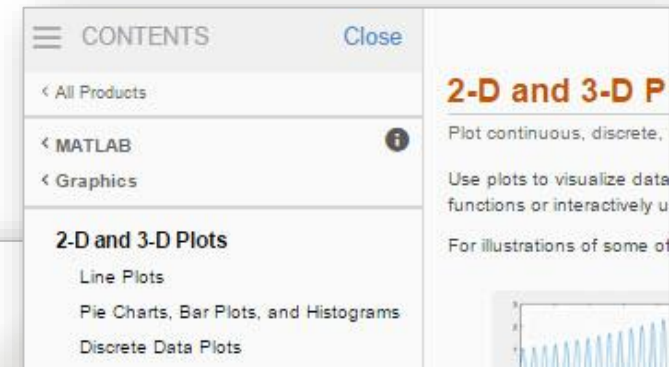 CONTENTS Close
< All Products
< MATLAB
< Graphics
2-D and 3-D Plots
Line Plots
Pie Charts, Bar Plots, and Histograms
Discrete Data Plots
2-D and 3-D P
Plot continuous, discrete,
Use plots to visualize data
functions or interactively u
For illustrations of some of